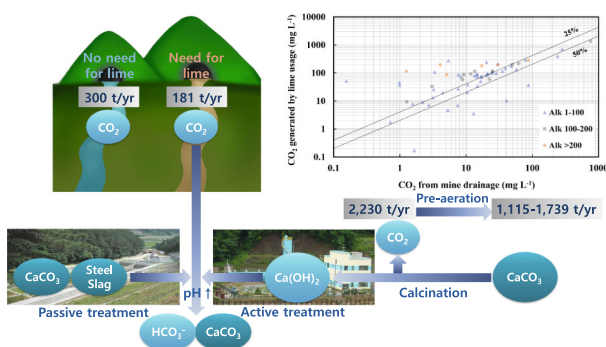 No need
for lime
Need for
lime
300 t/yr
181 t/yr
CO2
CO2
CO2 generated by lime usage (mg L-1)
10000
1000
100
10
1
0.1
25%
50%
Alk 1-100
Alk 100-200
Alk >200
0.1
1
10
100
1000
CO2 from mine drainage (mg L-1)
2,230 t/yr
Pre-aeration
1,115-1,739 t/yr
CO2
CaCO3
Steel
Slag
Ca(OH)2
CaCO3
pH ↑
Calcination
Passive treatment
Active treatment
HCO3-
CaCO3